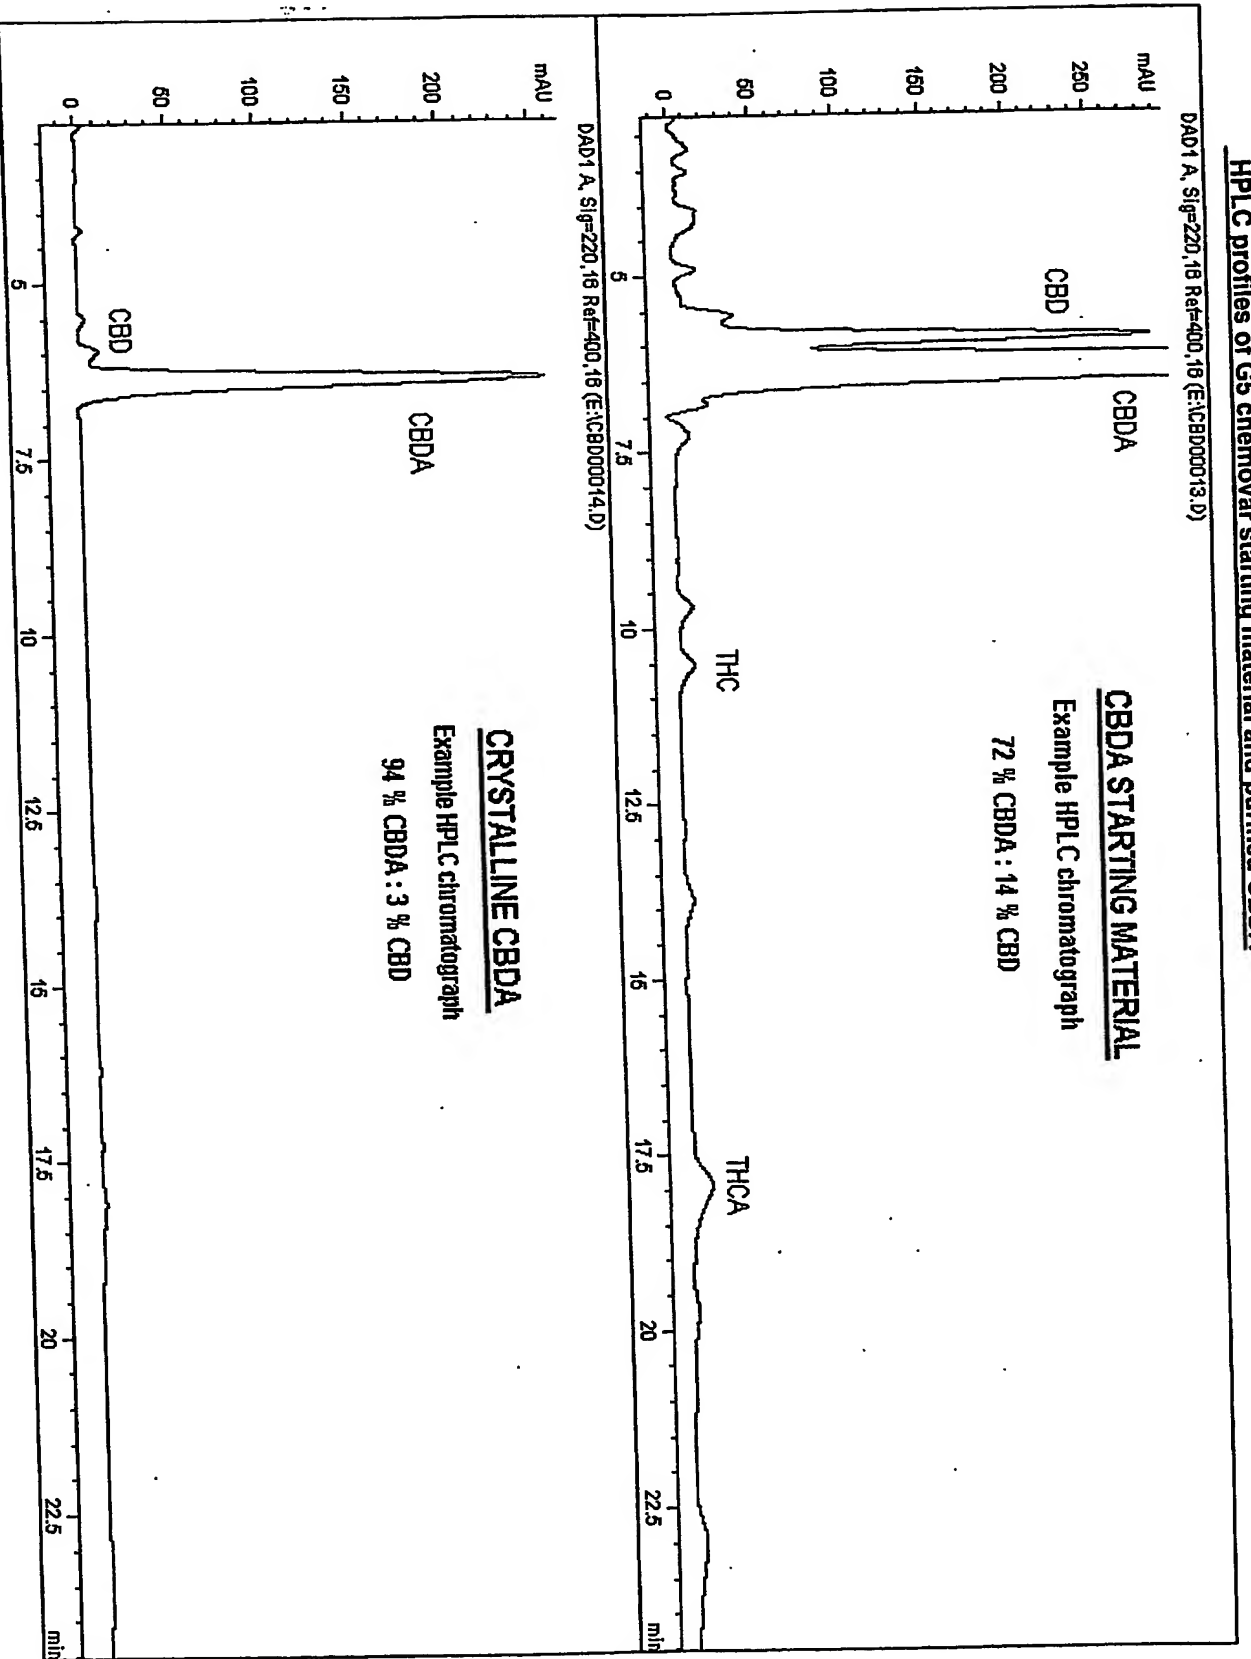 HPLC profiles of G5 chemovar starting material and purified CBDA
DAD1 A, Sig=220,16 Ref=400,16 (E:\CBD00013.D)
mAU
250
200
150
100
50
0
CBD
CBDA
THC
THCA
CBDA STARTING MATERIAL
Example HPLC chromatograph
72 % CBDA : 14 % CBD
5
7.5
10
12.5
15
17.5
20
22.5
min
DAD1 A, Sig=220,16 Ref=400,16 (E:\CBD00014.D)
mAU
200
150
100
50
0
CBD
CBDA
CRYSTALLINE CBDA
Example HPLC chromatograph
94 % CBDA : 3 % CBD
5
7.5
10
12.5
15
17.5
20
22.5
min